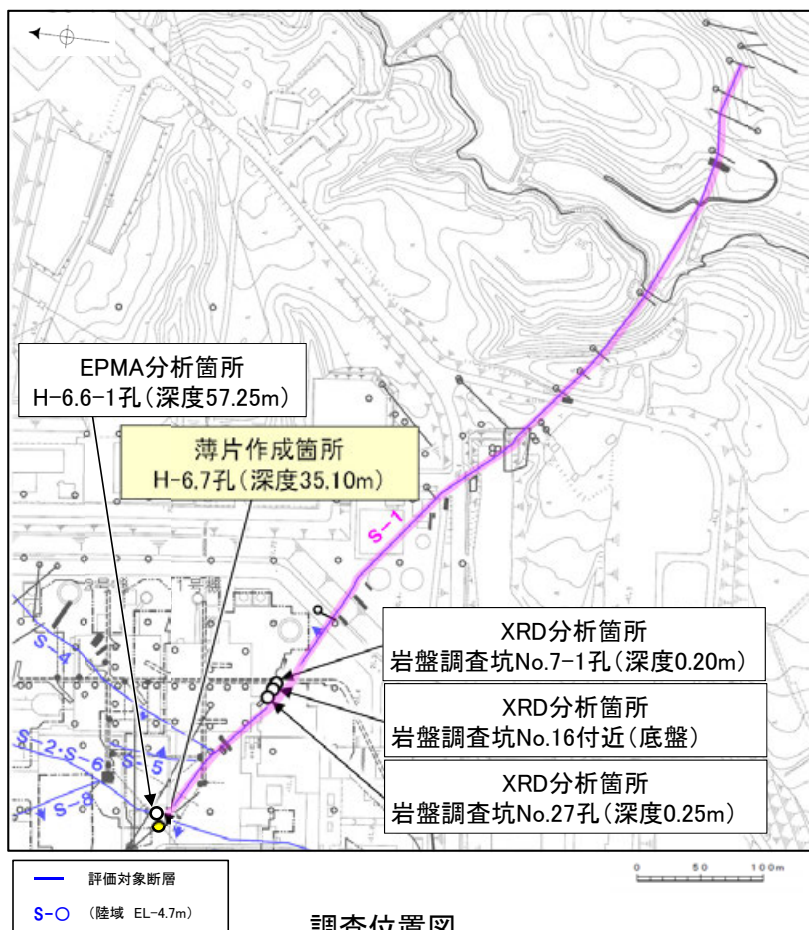 EPMA分析箇所
H-6.6-1孔(深度57.25m)
薄片作成箇所
H-6.7孔(深度35.10m)
S-1
XRD分析箇所
岩盤調査坑No.7-1孔(深度0.20m)
XRD分析箇所
岩盤調査坑No.16付近(底盤)
XRD分析箇所
岩盤調査坑No.27孔(深度0.25m)
S-4
S-2・S-6
S-5
S-8
評価対象断層
S-○ (陸域 EL-4.7m)
0 50 100m
調査位置図